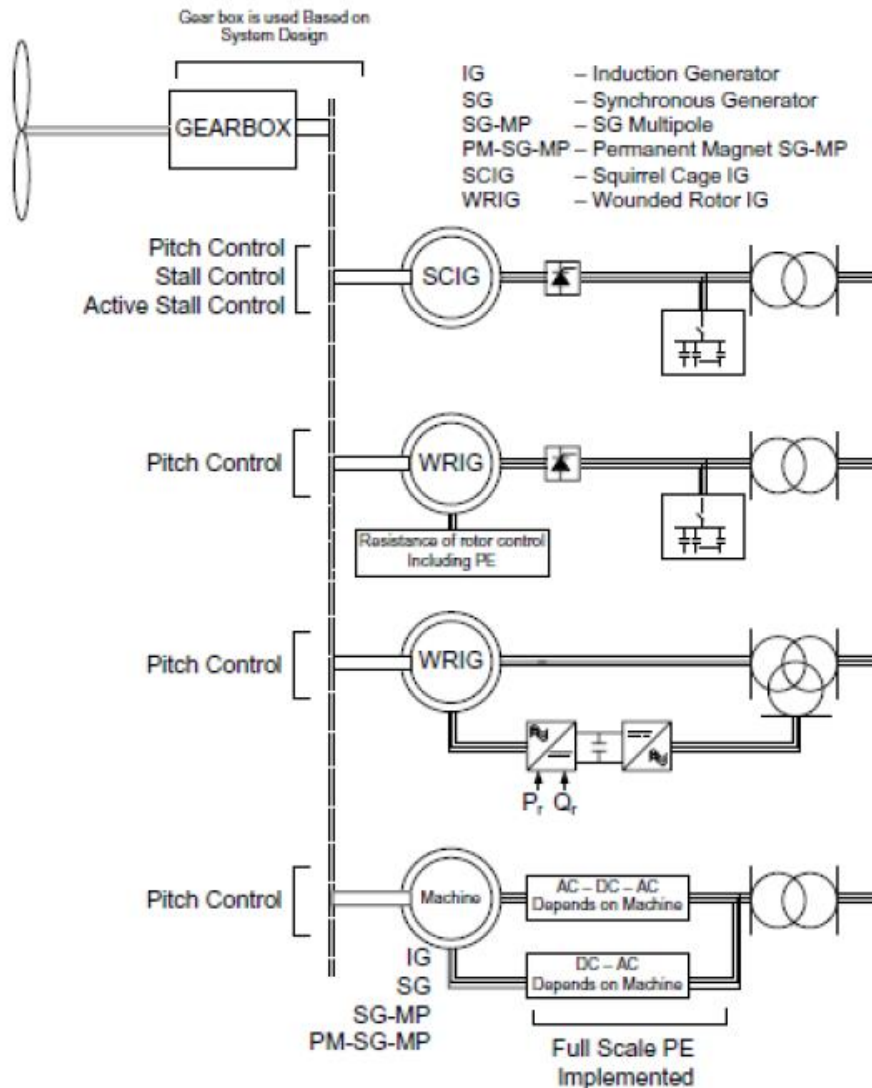 Gear box is used Based on
System Design
GEARBOX
IG – Induction Generator
SG – Synchronous Generator
SG-MP – SG Multipole
PM-SG-MP – Permanent Magnet SG-MP
SCIG – Squirrel Cage IG
WRIG – Wounded Rotor IG
Pitch Control
Stall Control
Active Stall Control
SCIG
Pitch Control
WRIG
Resistance of rotor control
Including PE
Pitch Control
WRIG
Pr Qr
Pitch Control
Machine
AC – DC – AC
Depends on Machine
IG
SG
SG-MP
PM-SG-MP
DC – AC
Depends on Machine
Full Scale PE
Implemented